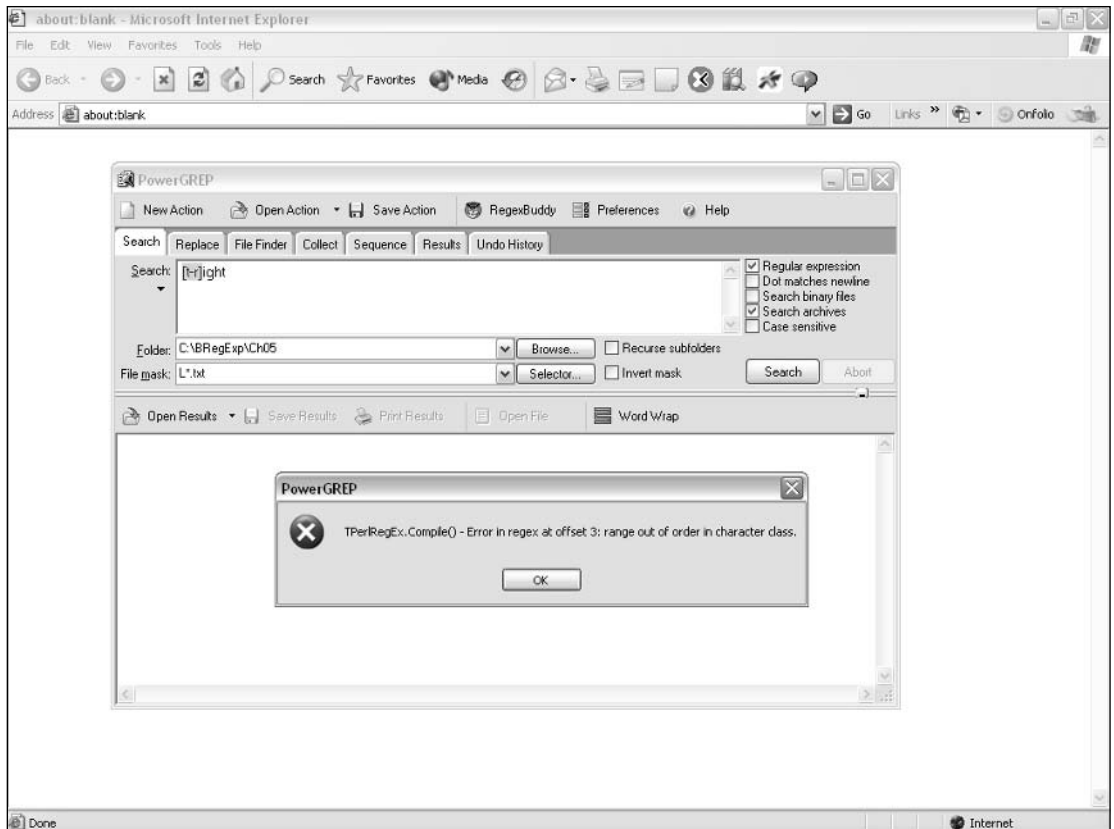 about:blank - Microsoft Internet Explorer
File Edit View Favorites Tools Help
Back Search Favorites Media
Address about:blank Go Links » Onfolio
PowerGREP
New Action Open Action Save Action RegexBuddy Preferences Help
Search Replace File Finder Collect Sequence Results Undo History
Search: [t-r]ight
Regular expression
Dot matches newline
Search binary files
Search archives
Case sensitive
Folder: C:\BRegExp\Ch05 Browse... Recurse subfolders
File mask: L*.txt Selector... Invert mask Search Abort
Open Results Save Results Print Results Open File Word Wrap
PowerGREP
TPerlRegEx.Compile() - Error in regex at offset 3: range out of order in character class.
OK
Done Internet